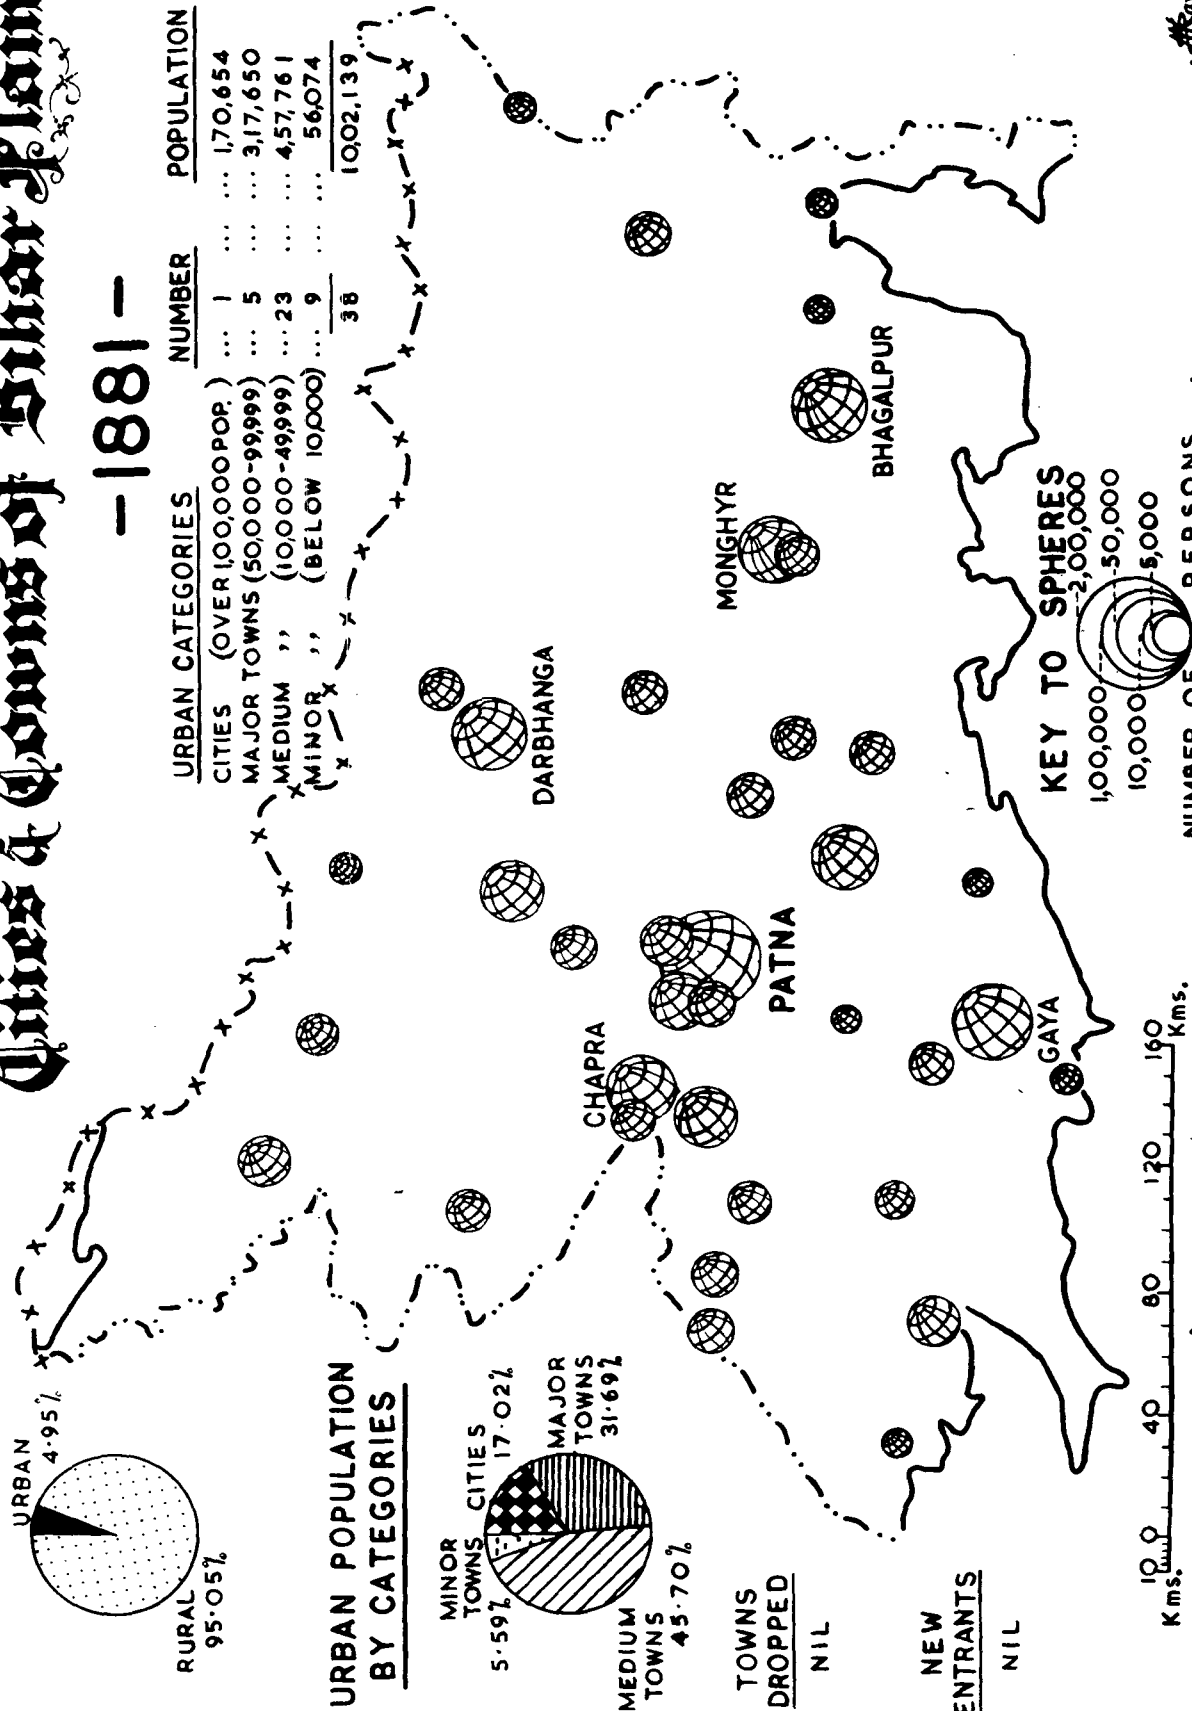 Cities & Towns of Bihar Plain
-1881-
URBAN CATEGORIES NUMBER POPULATION
CITIES (OVER 1,00,000 POP.) ... 1 ... ... 1,70,654
MAJOR TOWNS (50,000-99,999) ... 5 ... ... 3,17,650
MEDIUM ,, (10,000-49,999) ... 23 ... ... 4,57,761
MINOR ,, (BELOW 10,000) ... 9 ... ... 56,074
38 10,02,139
URBAN
4.95%
RURAL
95.05%
URBAN POPULATION
BY CATEGORIES
MINOR
TOWNS
5.59%
CITIES
17.02%
MAJOR
TOWNS
31.69%
MEDIUM
TOWNS
45.70%
TOWNS
DROPPED
NIL
NEW
ENTRANTS
NIL
DARBHANGA
MONGHYR
BHAGALPUR
CHAPRA
PATNA
GAYA
KEY TO SPHERES
1,00,000 2,00,000
50,000
10,000 5,000
NUMBER OF PERSONS
10 0 40 80 120 160
Kms. Kms.